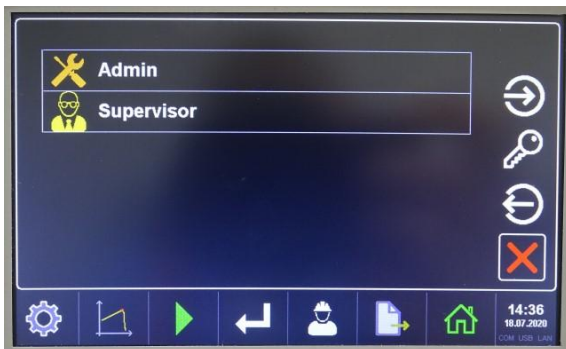 Admin
Supervisor
14:36
18.07.2020
COM USB LAN